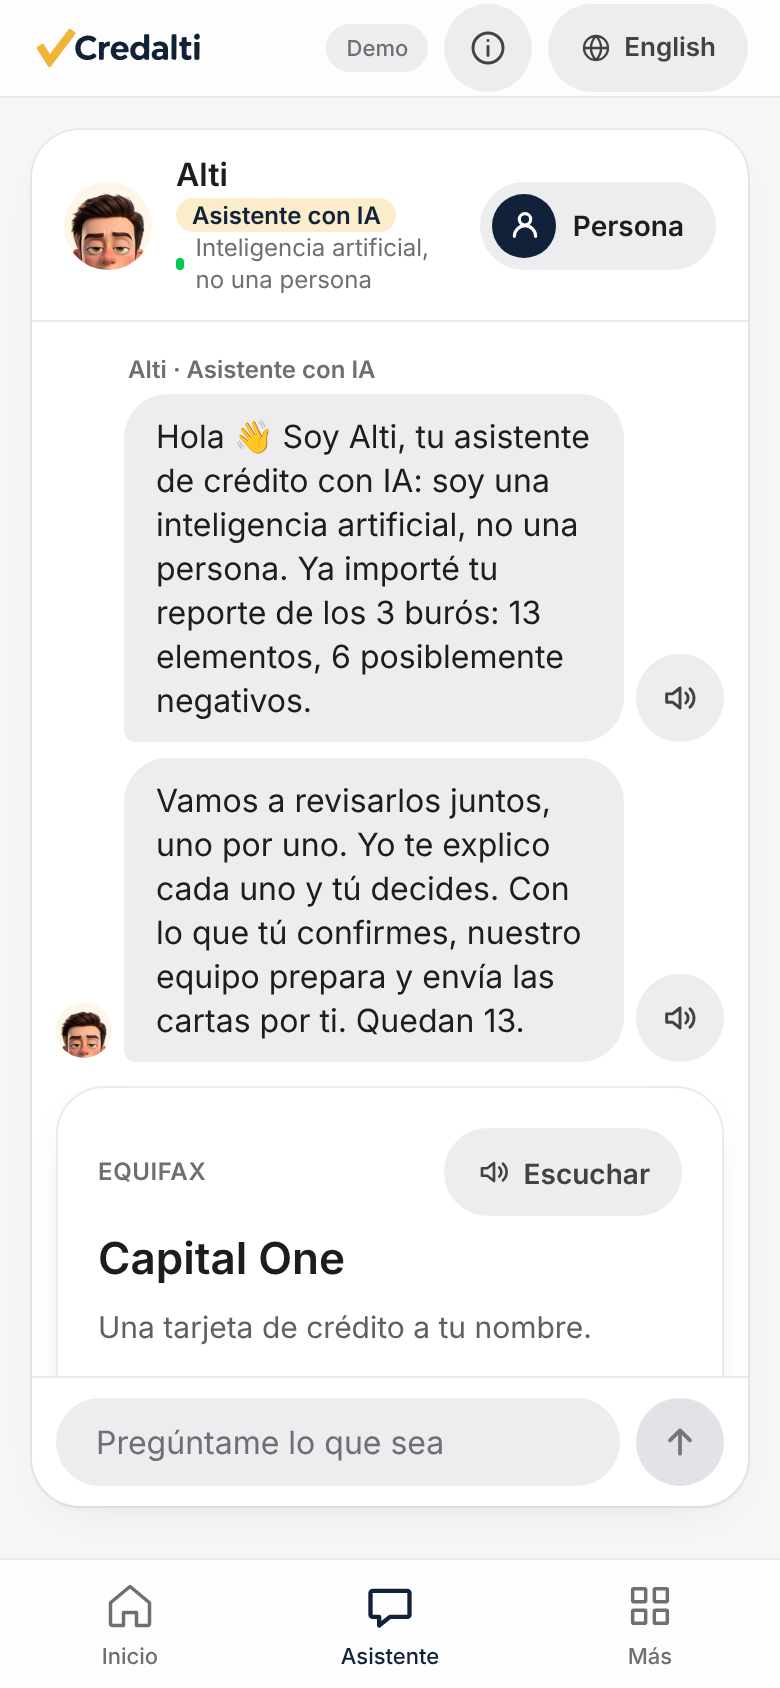 Credalti
Demo
English
Alti
Asistente con IA
Inteligencia artificial,
no una persona
Persona
Alti · Asistente con IA
Hola 👋 Soy Alti, tu asistente
de crédito con IA: soy una
inteligencia artificial, no una
persona. Ya importé tu
reporte de los 3 burós: 13
elementos, 6 posiblemente
negativos.
Vamos a revisarlos juntos,
uno por uno. Yo te explico
cada uno y tú decides. Con
lo que tú confirmes, nuestro
equipo prepara y envía las
cartas por ti. Quedan 13.
EQUIFAX
Escuchar
Capital One
Una tarjeta de crédito a tu nombre.
Pregúntame lo que sea
Inicio
Asistente
Más